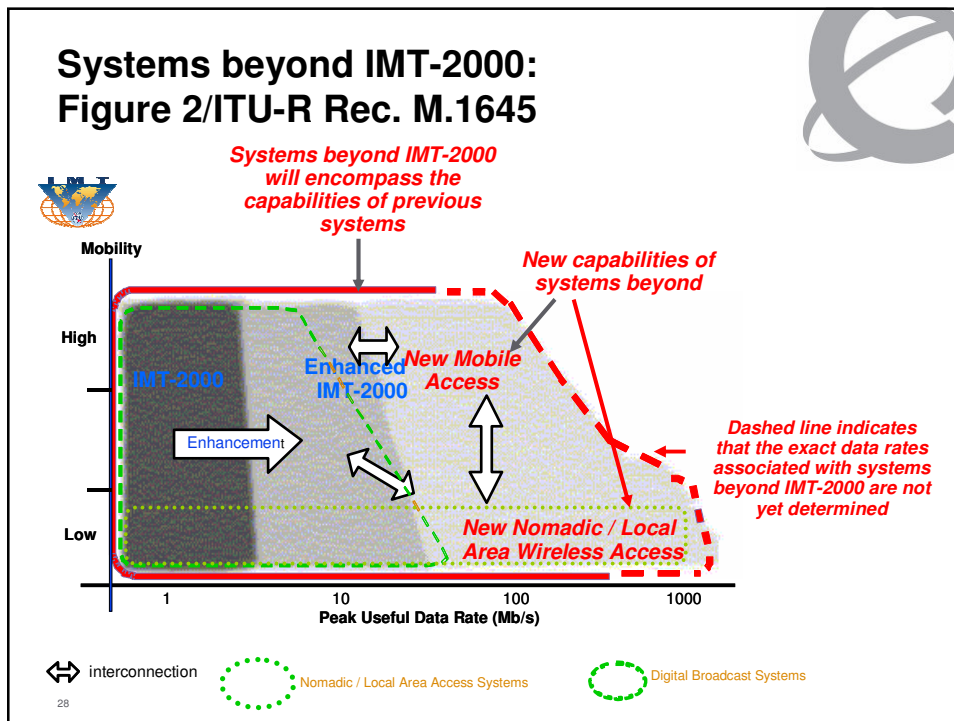 Systems beyond IMT-2000:
Figure 2/ITU-R Rec. M.1645
Systems beyond IMT-2000
will encompass the
capabilities of previous
systems
IMT
Mobility
New capabilities of
systems beyond
High
IMT-2000
Enhanced
IMT-2000
New Mobile
Access
Enhancement
Dashed line indicates
that the exact data rates
associated with systems
beyond IMT-2000 are not
yet determined
Low
New Nomadic / Local
Area Wireless Access
1 10 100 1000
Peak Useful Data Rate (Mb/s)
interconnection
Nomadic / Local Area Access Systems
Digital Broadcast Systems
28